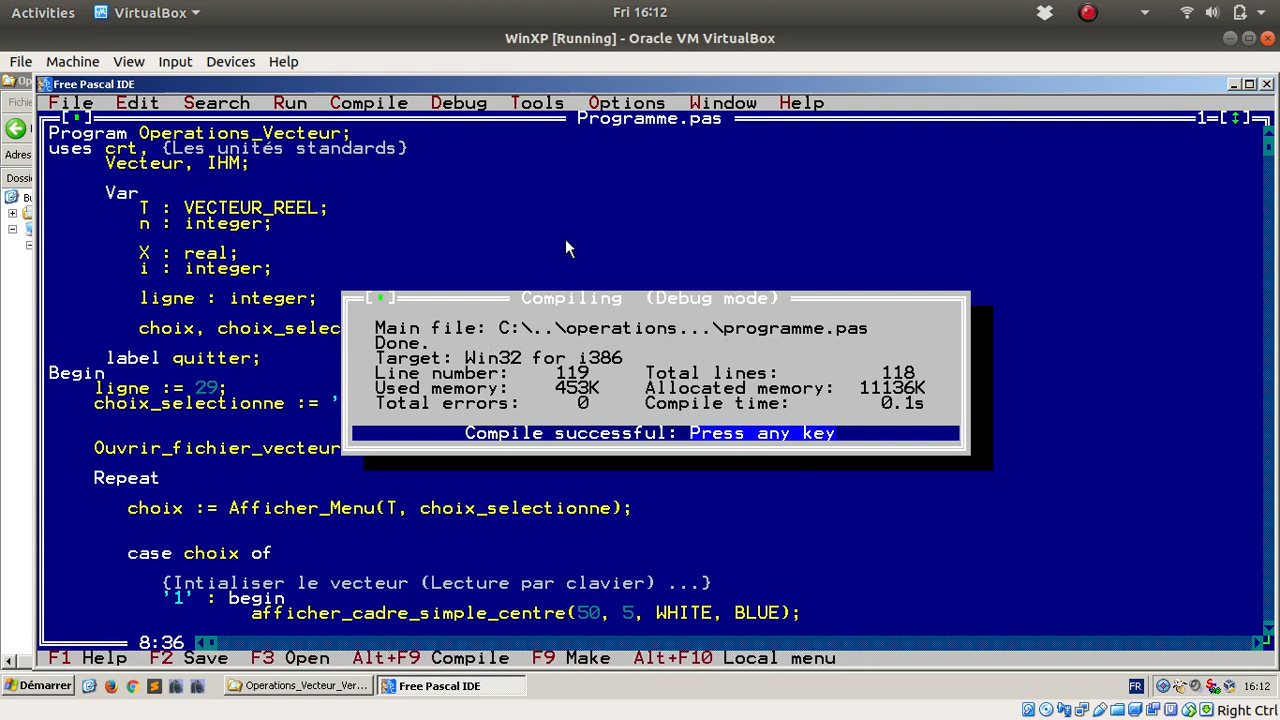 Activities VirtualBox Fri 16:12
WinXP [Running] - Oracle VM VirtualBox
File Machine View Input Devices Help
Free Pascal IDE
File Edit Search Run Compile Debug Tools Options Window Help
Programme.pas 1
Program Operations_Vecteur;
uses crt, {Les unités standards}
Vecteur, IHM;
Var
T : VECTEUR_REEL;
n : integer;
X : real;
i : integer;
ligne : integer;
choix, choix_selec
label quitter;
Begin
ligne := 29;
choix_selectionne := '
Ouvrir_fichier_vecteur
Repeat
choix := Afficher_Menu(T, choix_selectionne);
case choix of
{Intialiser le vecteur (Lecture par clavier) ...}
'1' : begin
afficher_cadre_simple_centre(50, 5, WHITE, BLUE);
8:36
Compiling (Debug mode)
Main file: C:\..\operations...\programme.pas
Done.
Target: Win32 for i386
Line number: 119 Total lines: 118
Used memory: 453K Allocated memory: 11136K
Total errors: 0 Compile time: 0.1s
Compile successful: Press any key
F1 Help F2 Save F3 Open Alt+F9 Compile F9 Make Alt+F10 Local menu
Op
Fichie
Adres
Dossi
Bu
Démarrer Operations_Vecteur_Ver... Free Pascal IDE FR 16:12
Right Ctrl